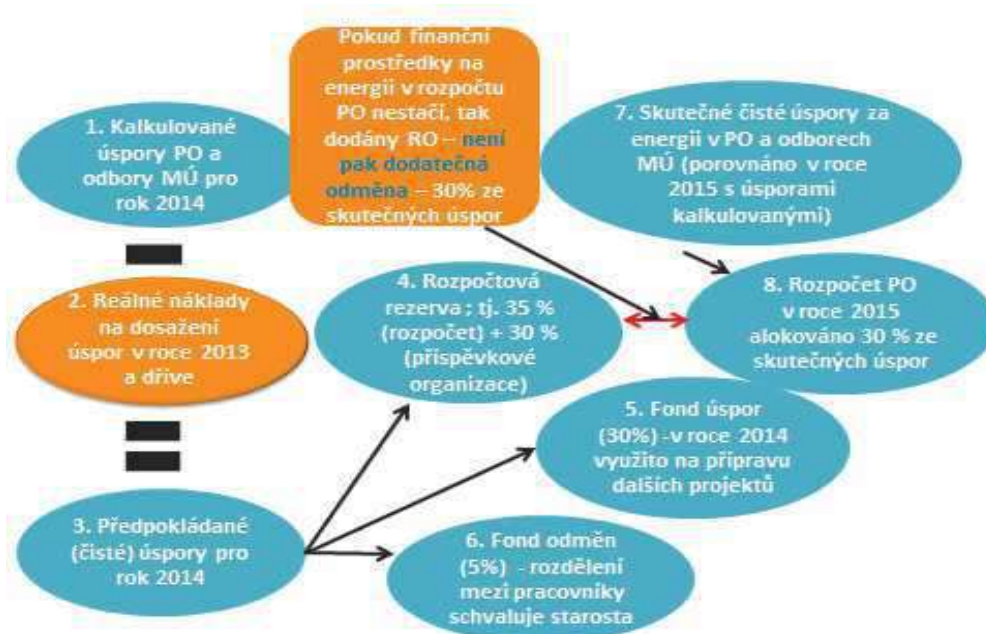 Pokud finanční
prostředky na
energii v rozpočtu
PO nestačí, tak
dodány RO – není
pak dodatečná
odměna – 30% ze
skutečných úspor
1. Kalkulované
úspory PO a
odbory MÚ pro
rok 2014
7. Skutečné čisté úspory za
energii v PO a odborech
MÚ (porovnáno v roce
2015 s úsporami
kalkulovanými)
2. Reálné náklady
na dosažení
úspor v roce 2013
a dříve
4. Rozpočtová
rezerva ; tj. 35 %
(rozpočet) + 30 %
(příspěvkové
organizace)
8. Rozpočet PO
v roce 2015
alokováno 30 % ze
skutečných úspor
5. Fond úspor
(30%) -v roce 2014
využito na přípravu
dalších projektů
3. Předpokládané
(čisté) úspory pro
rok 2014
6. Fond odměn
(5%) - rozdělení
mezi pracovníky
schvaluje starosta